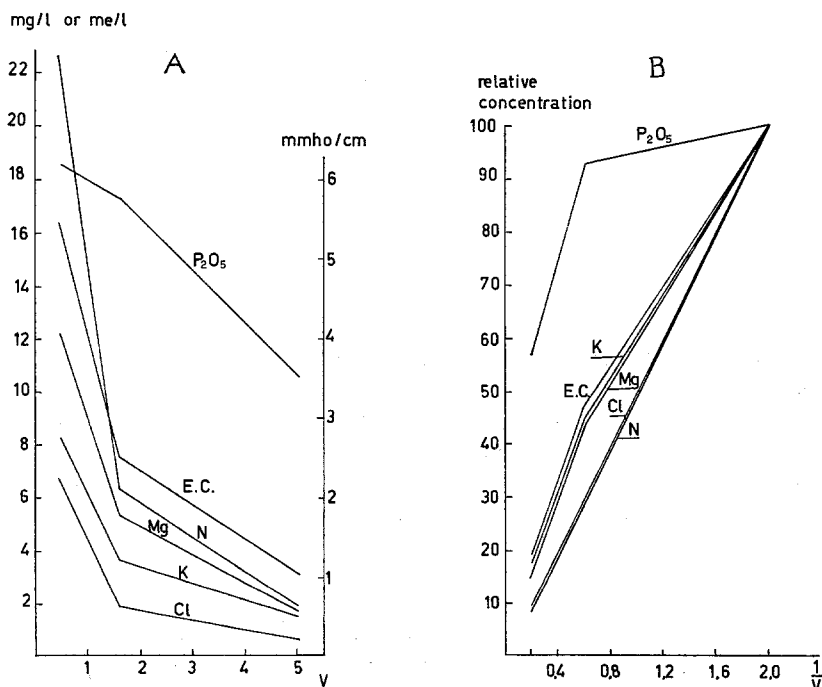 mg/l or me/l
A
22
20
18
16
14
12
10
8
6
4
2
1
2
3
4
5
V
mmho/cm
6
5
4
3
2
1
P₂O₅
E.C.
N
Mg
K
Cl
B
relative
concentration
100
90
80
70
60
50
40
30
20
10
P₂O₅
K
E.C.
Mg
Cl
N
0,4
0,8
1,2
1,6
2,0
1/V